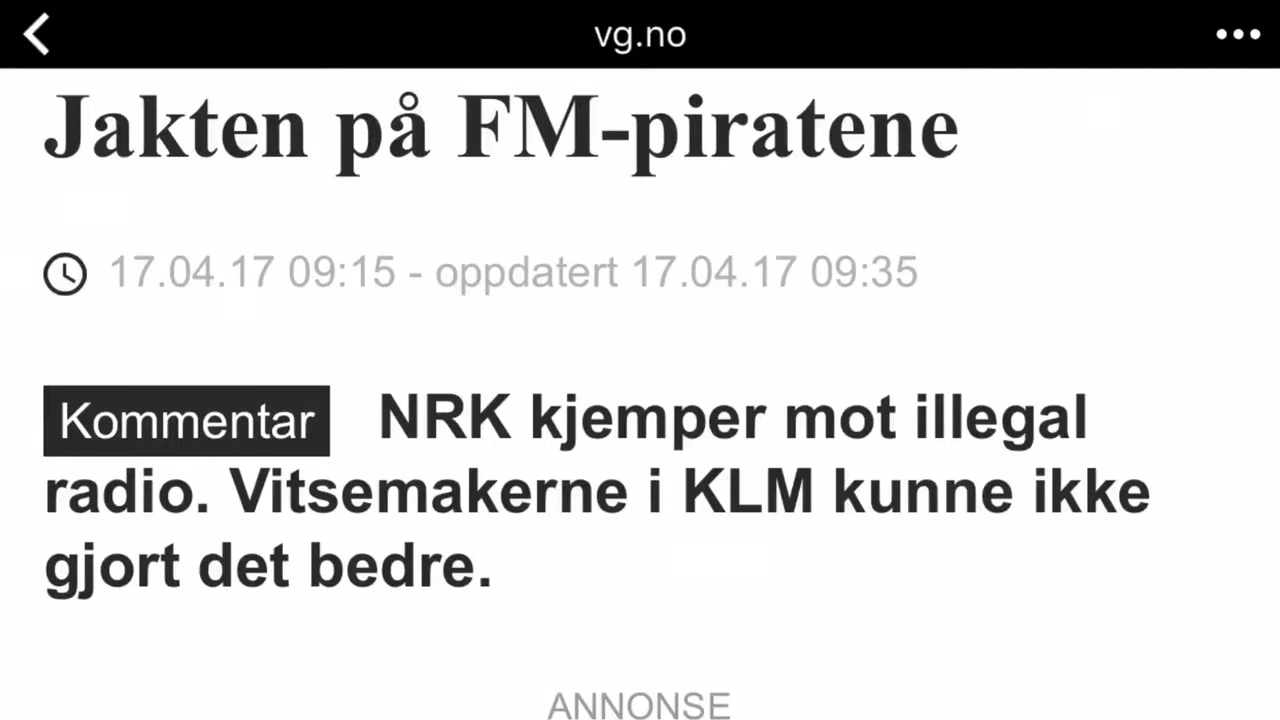 vg.no
Jakten på FM-piratene
17.04.17 09:15 - oppdatert 17.04.17 09:35
Kommentar NRK kjemper mot illegal
radio. Vitsemakerne i KLM kunne ikke
gjort det bedre.
ANNONSE